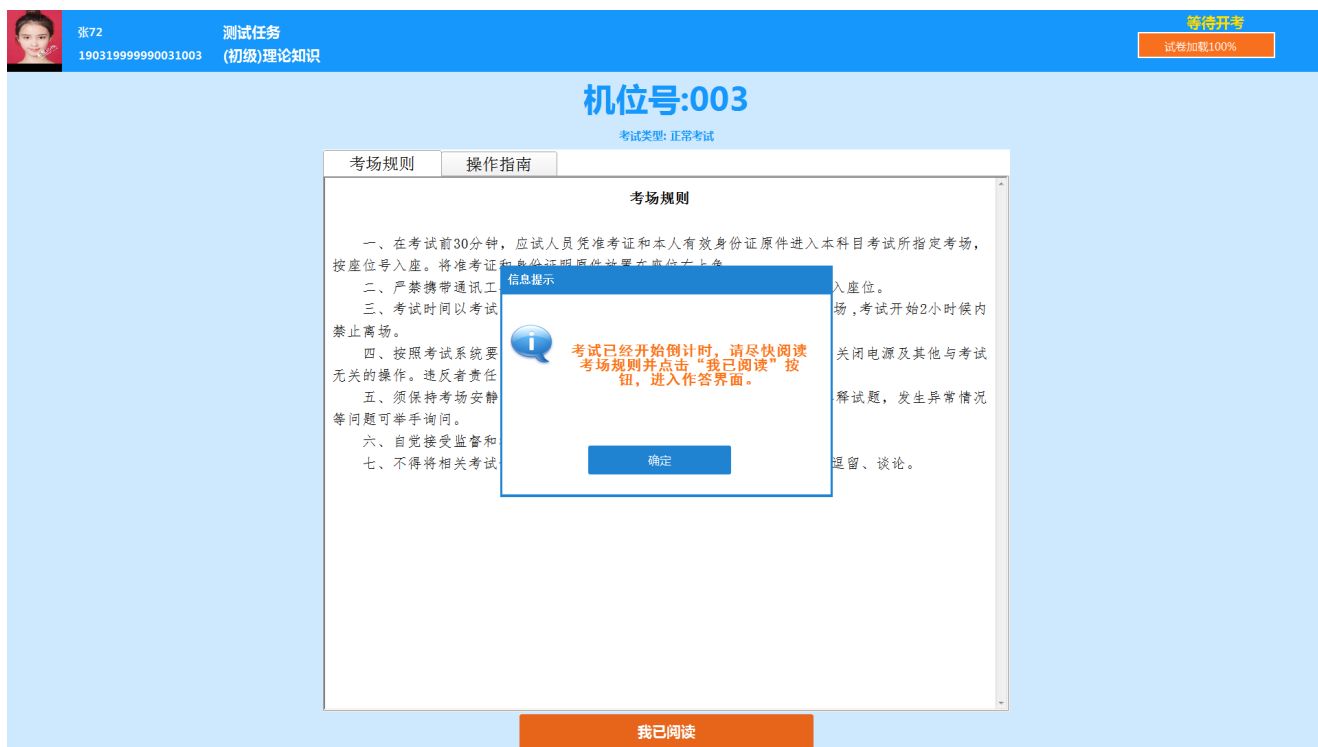 张72
190319999990031003
测试任务
(初级)理论知识
等待开考
试卷加载100%
机位号:003
考试类型: 正常考试
考场规则
操作指南
考场规则
一、在考试前30分钟，应试人员凭准考证和本人有效身份证原件进入本科目考试所指定考场，
按座位号入座。将准考证和身份证明原件放置在座位右上角
二、严禁携带通讯工
入座位。
三、考试时间以考试
场,考试开始2小时候内
禁止离场。
四、按照考试系统要
关闭电源及其他与考试
无关的操作。违反者责任
五、须保持考场安静
释试题，发生异常情况
等问题可举手询问。
六、自觉接受监督和
七、不得将相关考试
逗留、谈论。
信息提示
考试已经开始倒计时，请尽快阅读
考场规则并点击“我已阅读”按
钮，进入作答界面。
确定
我已阅读